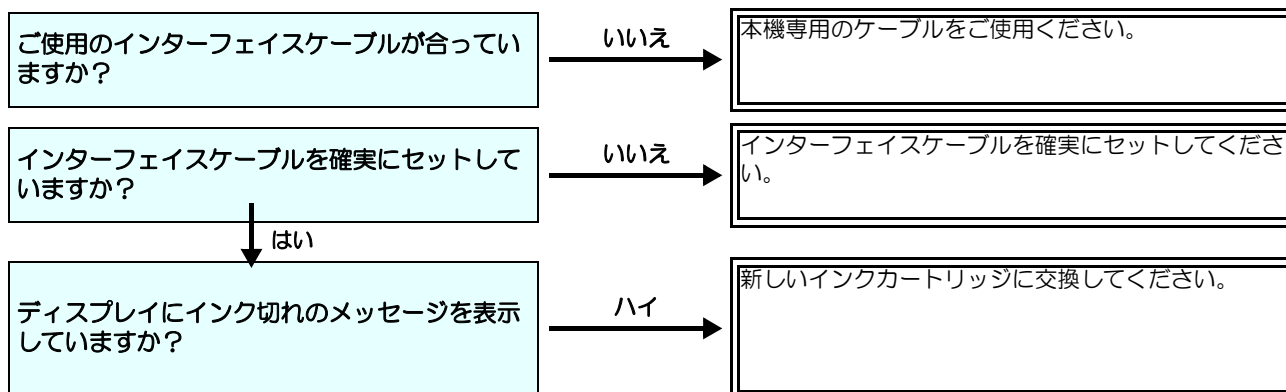 ご使用のインターフェイスケーブルが合ってい
ますか？
いいえ
本機専用のケーブルをご使用ください。
インターフェイスケーブルを確実にセットして
いますか？
いいえ
インターフェイスケーブルを確実にセットしてくださ
い。
はい
ディスプレイにインク切れのメッセージを表示
していますか？
ハイ
新しいインクカートリッジに交換してください。